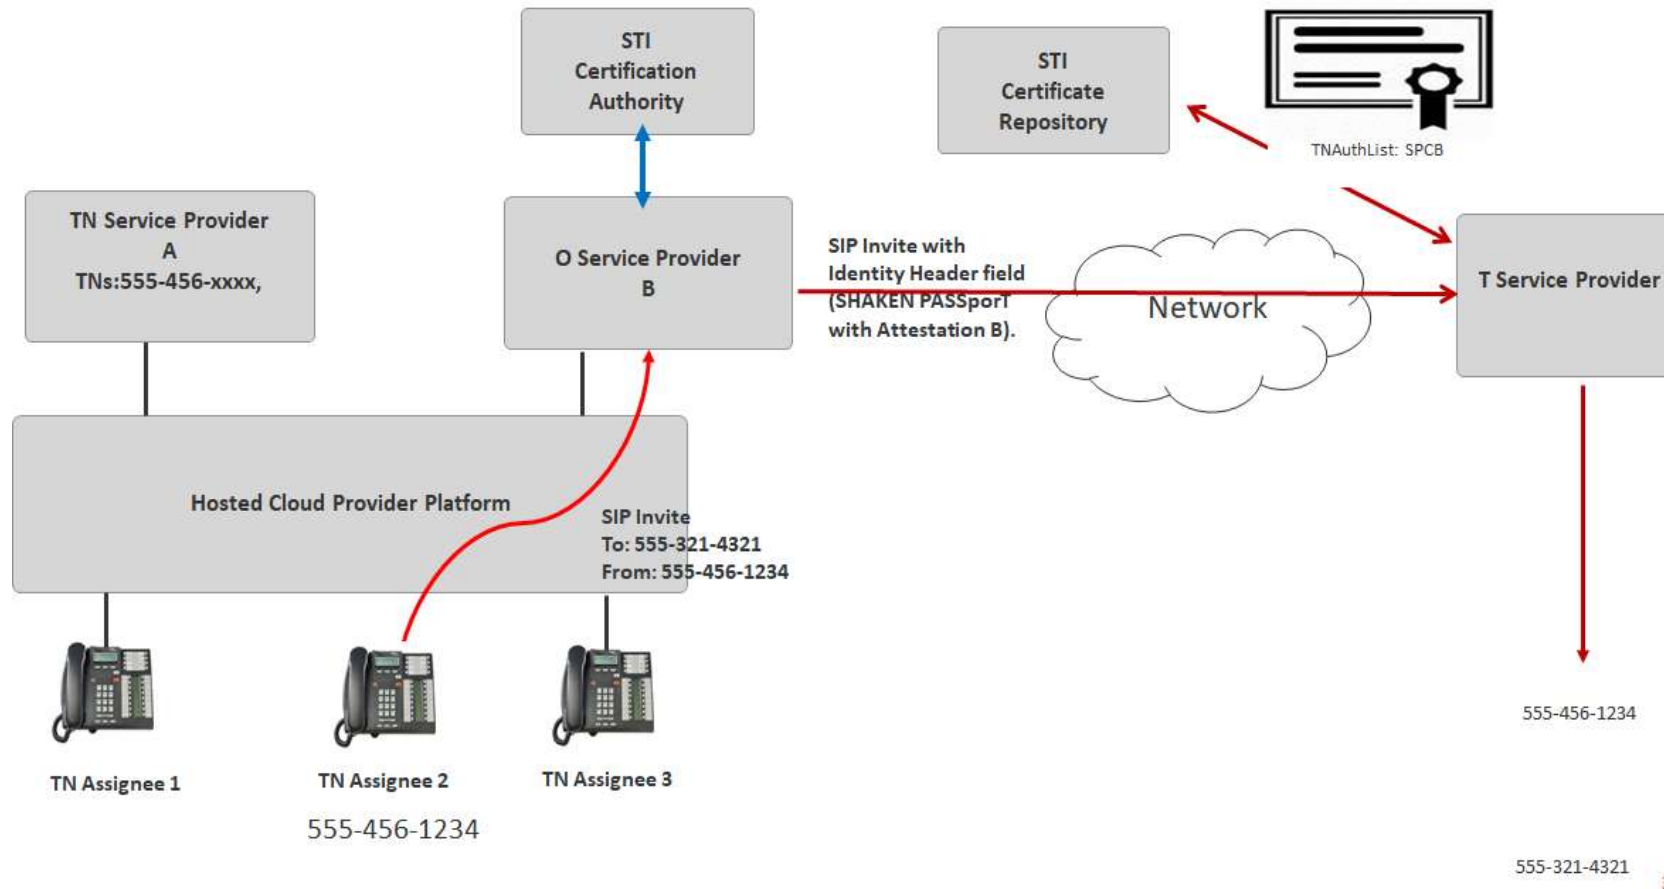 STI
Certification
Authority
STI
Certificate
Repository
TNAuthList: SPCB
TN Service Provider
A
TNs:555-456-xxxx,
O Service Provider
B
SIP Invite with
Identity Header field
(SHAKEN PASSporT
with Attestation B).
Network
T Service Provider
Hosted Cloud Provider Platform
SIP Invite
To: 555-321-4321
From: 555-456-1234
555-456-1234
TN Assignee 1
TN Assignee 2
TN Assignee 3
555-456-1234
555-321-4321